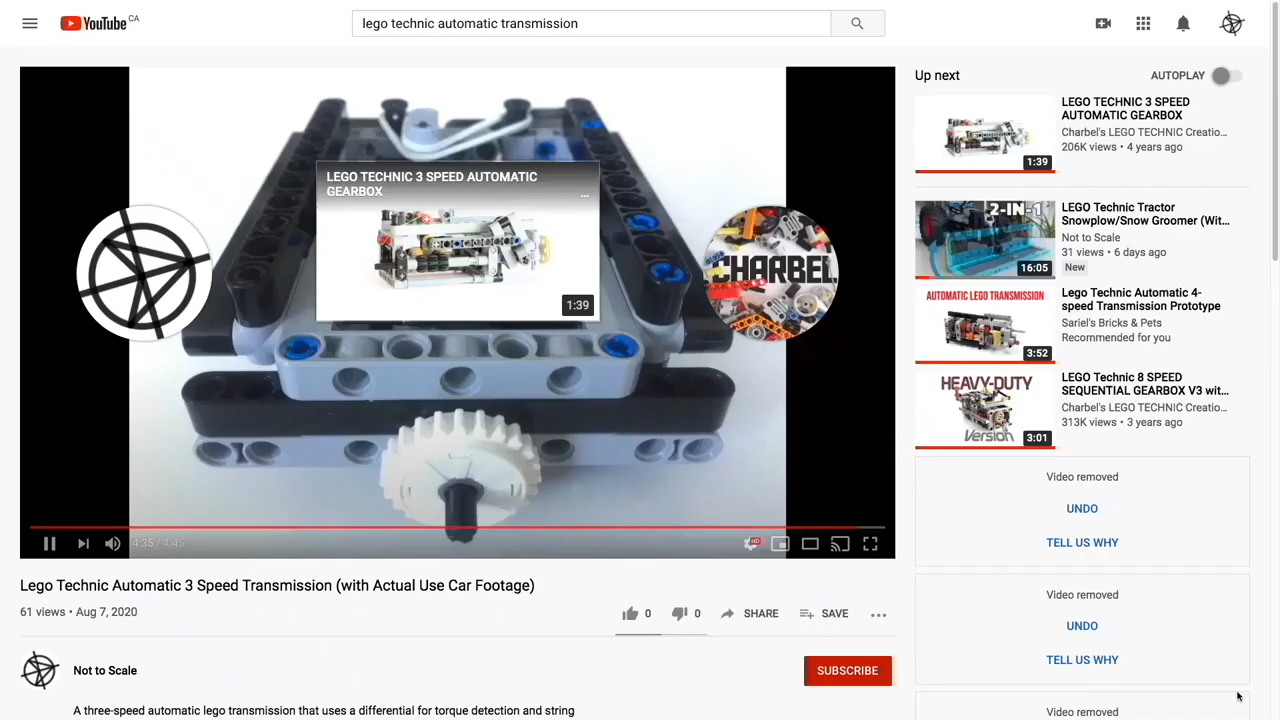 YouTube CA
lego technic automatic transmission
LEGO TECHNIC 3 SPEED AUTOMATIC
GEARBOX
...
1:39
CHARBEL
4:35 / 4:45
HD
Lego Technic Automatic 3 Speed Transmission (with Actual Use Car Footage)
61 views • Aug 7, 2020
0
0
SHARE
SAVE
Not to Scale
SUBSCRIBE
A three-speed automatic lego transmission that uses a differential for torque detection and string
Up next
AUTOPLAY
1:39
LEGO TECHNIC 3 SPEED
AUTOMATIC GEARBOX
Charbel's LEGO TECHNIC Creatio...
206K views • 4 years ago
2-IN-1
16:05
LEGO Technic Tractor
Snowplow/Snow Groomer (Wit...
Not to Scale
31 views • 6 days ago
New
AUTOMATIC LEGO TRANSMISSION
3:52
Lego Technic Automatic 4-
speed Transmission Prototype
Sariel's Bricks & Pets
Recommended for you
HEAVY-DUTY
Version
3:01
LEGO Technic 8 SPEED
SEQUENTIAL GEARBOX V3 wit...
Charbel's LEGO TECHNIC Creatio...
313K views • 3 years ago
Video removed
UNDO
TELL US WHY
Video removed
UNDO
TELL US WHY
Video removed